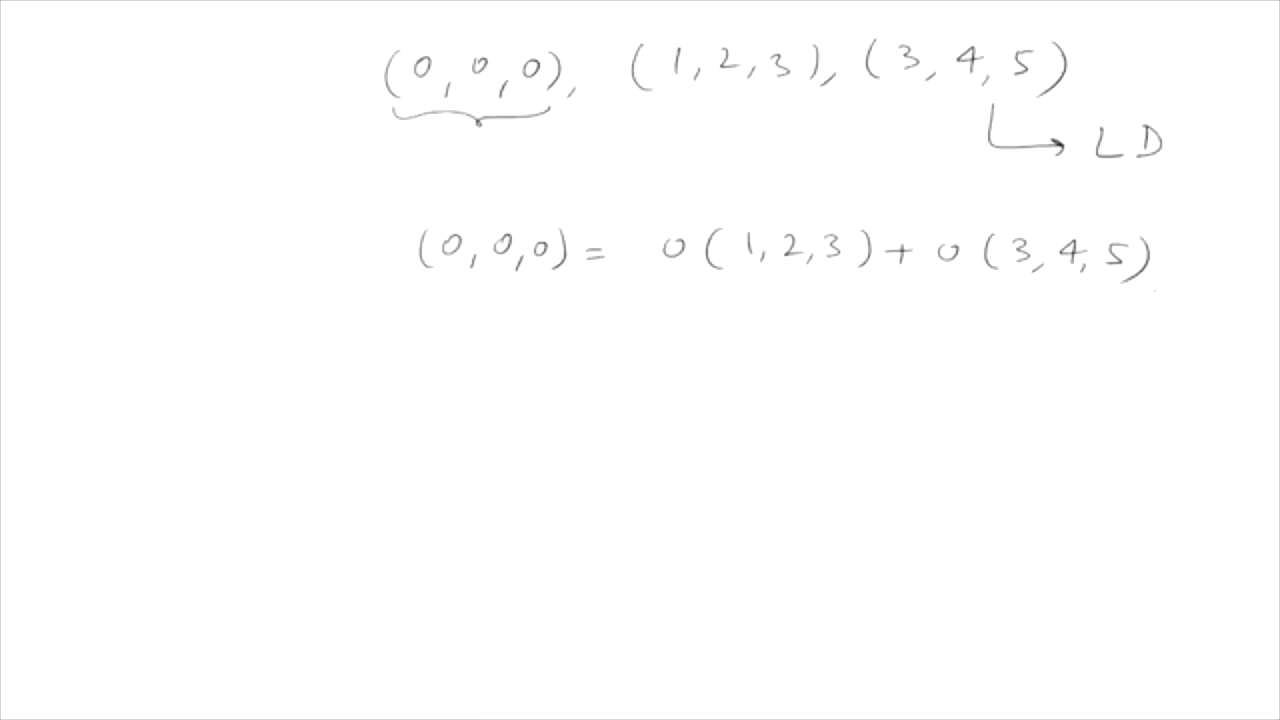 (0, 0, 0), (1, 2, 3), (3, 4, 5)
→ LD
(0, 0, 0) = 0 (1, 2, 3) + 0 (3, 4, 5)